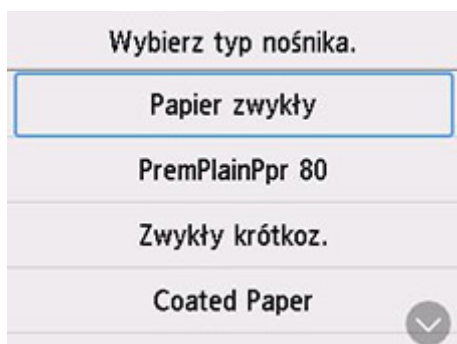 Wybierz typ nośnika.
Papier zwykły
PremPlainPpr 80
Zwykły krótkoz.
Coated Paper